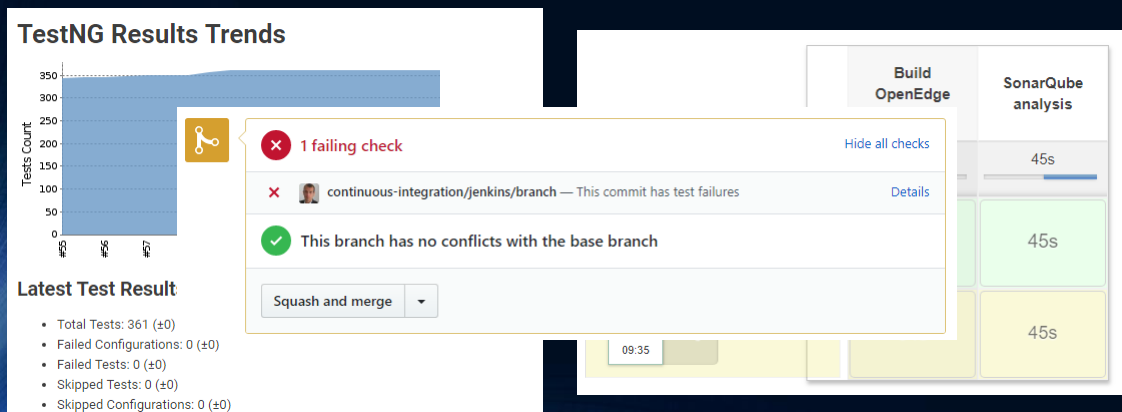 TestNG Results Trends
350
300
250
200
150
100
50
0
Tests Count
#55
#56
#57
Latest Test Result
Total Tests: 361 (±0)
Failed Configurations: 0 (±0)
Failed Tests: 0 (±0)
Skipped Tests: 0 (±0)
Skipped Configurations: 0 (±0)
1 failing check
Hide all checks
continuous-integration/jenkins/branch — This commit has test failures
Details
This branch has no conflicts with the base branch
Squash and merge
Build
OpenEdge
SonarQube
analysis
45s
45s
45s
09:35